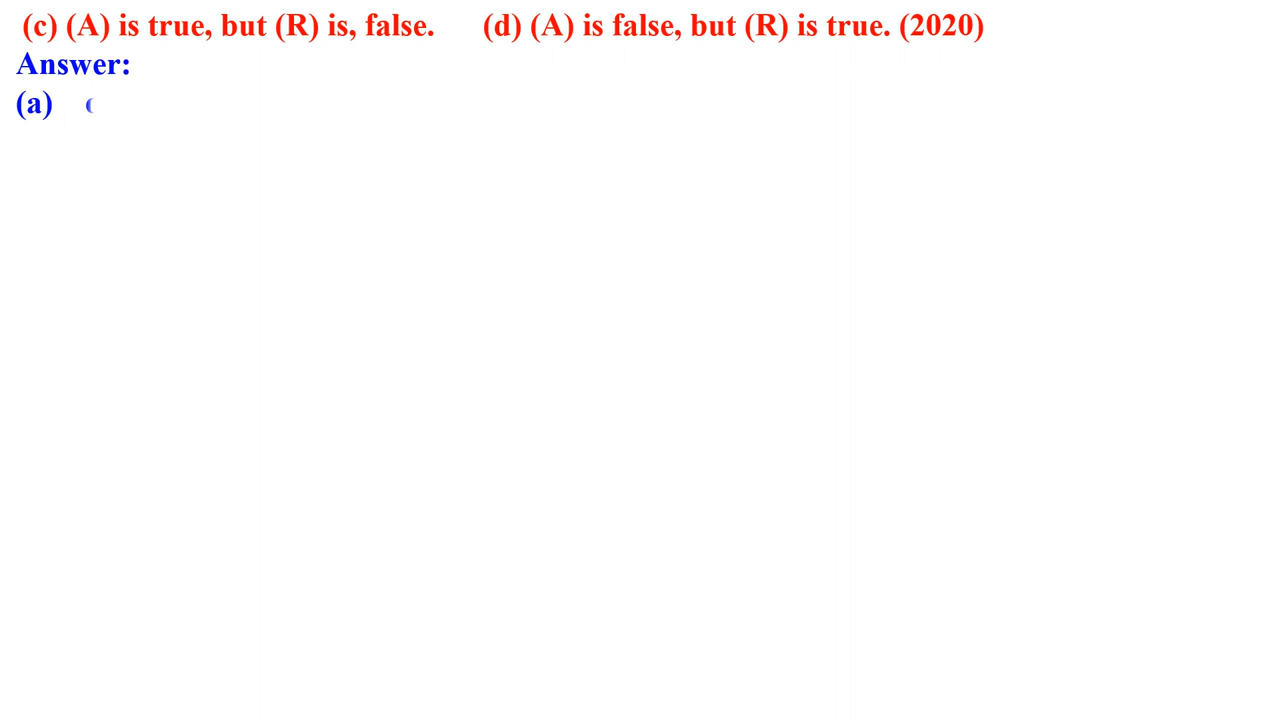 (c) (A) is true, but (R) is, false. (d) (A) is false, but (R) is true. (2020)
Answer:
(a)